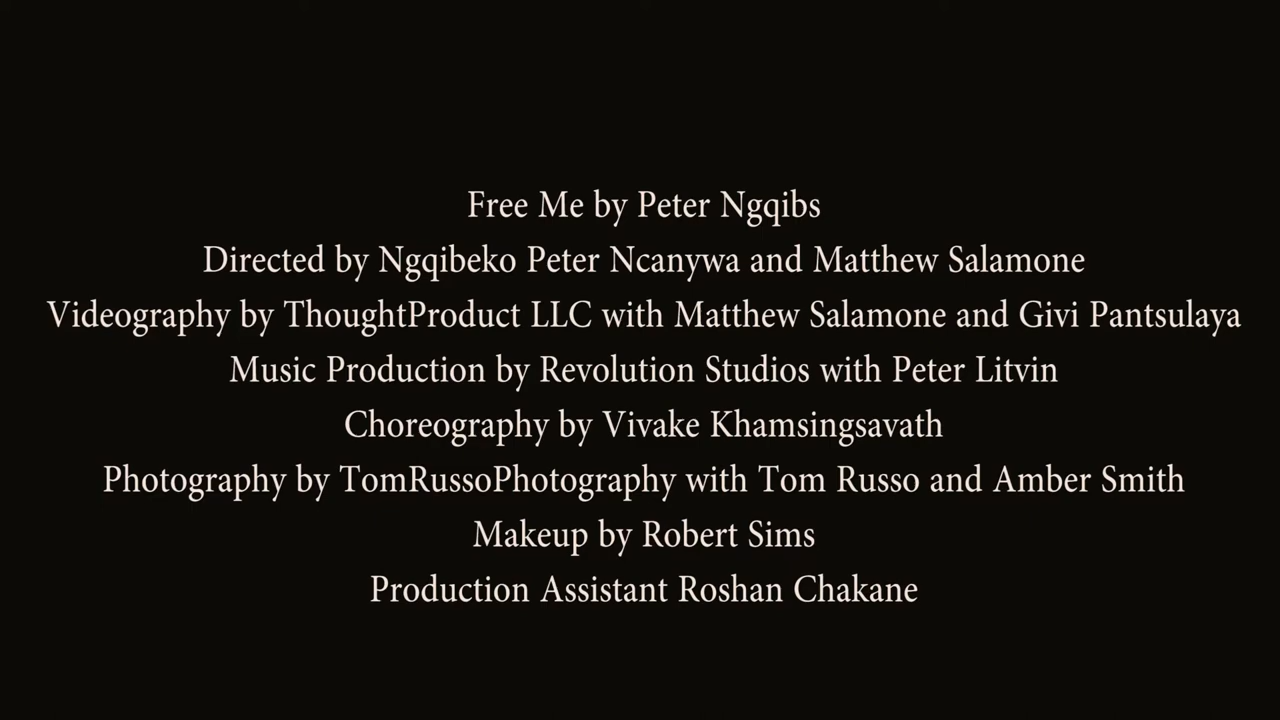 Free Me by Peter Ngqibs
Directed by Ngqibeko Peter Ncanywa and Matthew Salamone
Videography by ThoughtProduct LLC with Matthew Salamone and Givi Pantsulaya
Music Production by Revolution Studios with Peter Litvin
Choreography by Vivake Khamsingsavath
Photography by TomRussoPhotography with Tom Russo and Amber Smith
Makeup by Robert Sims
Production Assistant Roshan Chakane